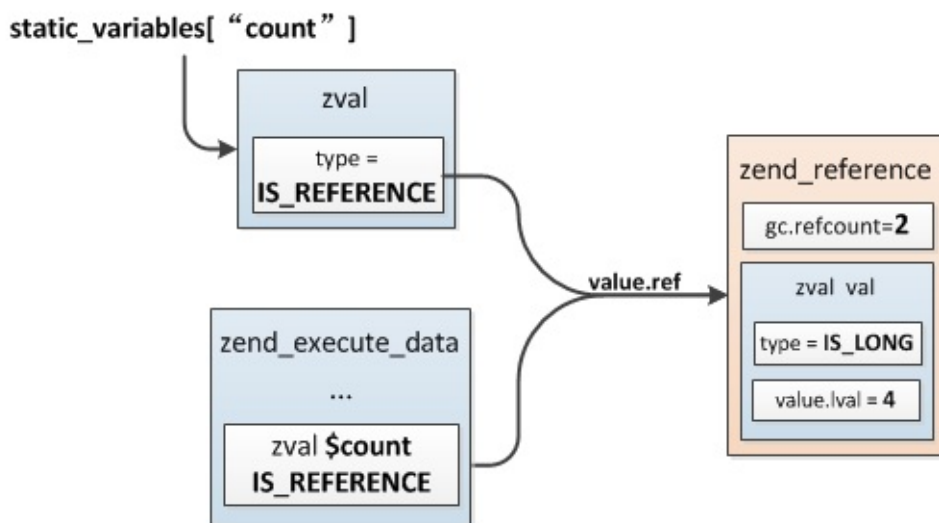 static_variables[ “count” ]
zval
type =
IS_REFERENCE
zend_execute_data
...
zval $count
IS_REFERENCE
value.ref
zend_reference
gc.refcount=2
zval val
type = IS_LONG
value.lval = 4